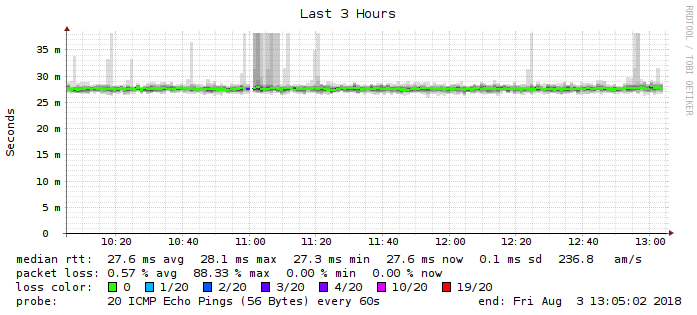 Last 3 Hours
RRDTOOL / TOBI OETIKER
Seconds
35 m
30 m
25 m
20 m
15 m
10 m
5 m
0
10:20 10:40 11:00 11:20 11:40 12:00 12:20 12:40 13:00
median rtt: 27.6 ms avg 28.1 ms max 27.3 ms min 27.6 ms now 0.1 ms sd 236.8 am/s
packet loss: 0.57 % avg 88.33 % max 0.00 % min 0.00 % now
loss color: 0 1/20 2/20 3/20 4/20 10/20 19/20
probe: 20 ICMP Echo Pings (56 Bytes) every 60s end: Fri Aug 3 13:05:02 2018